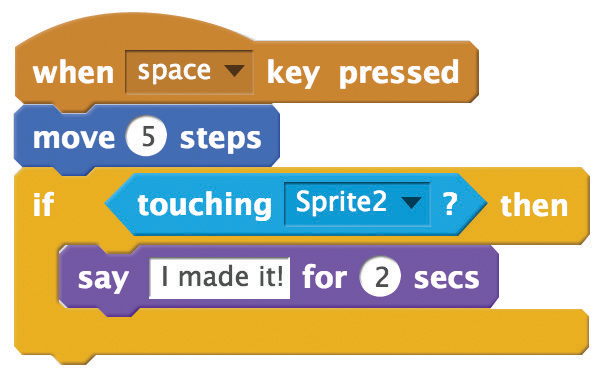 when space key pressed
move 5 steps
if touching Sprite2 ? then
say I made it! for 2 secs